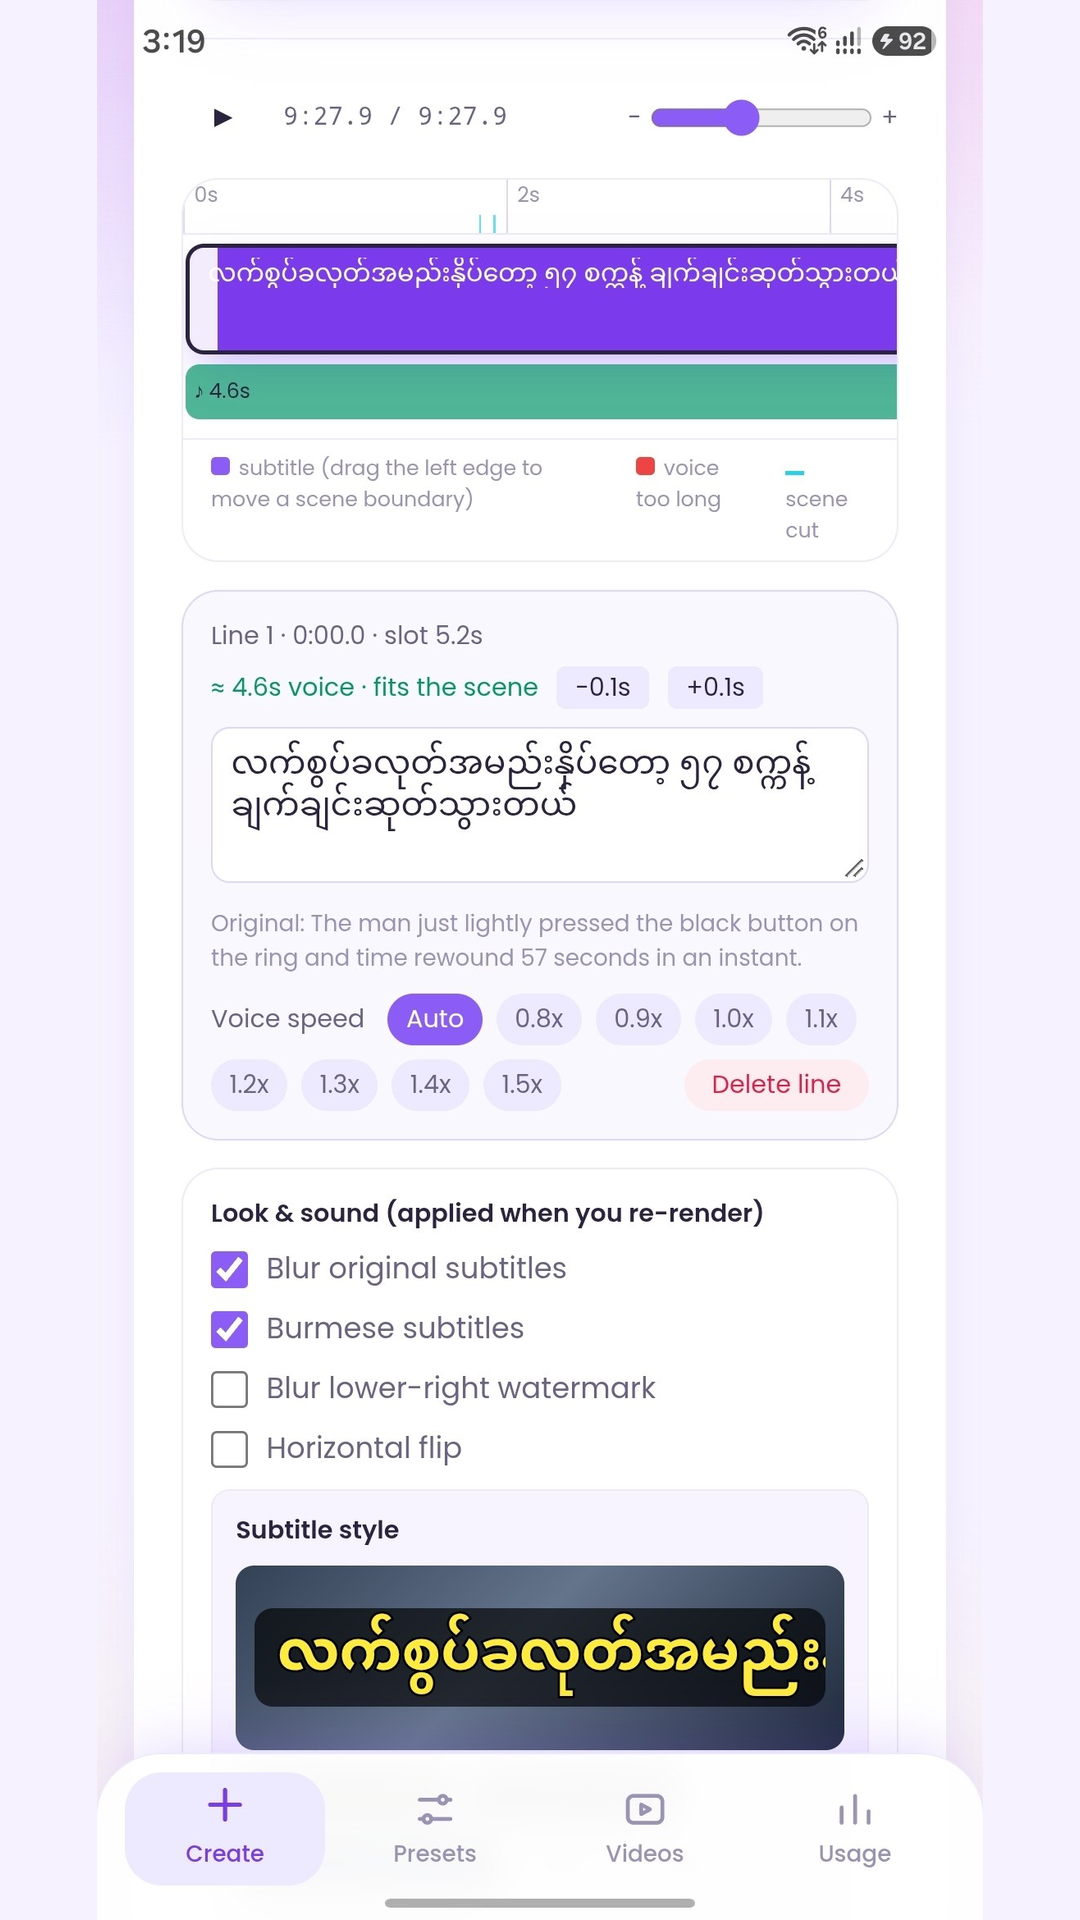 3:19
6
92
▶ 9:27.9 / 9:27.9 - +
0s 2s 4s
လက်စွပ်ခလုတ်အမည်းနှိပ်တော့ ၅၇ စက္ကန့် ချက်ချင်းဆုတ်သွားတယ်
♪ 4.6s
subtitle (drag the left edge to
move a scene boundary)
voice
too long
scene
cut
Line 1 · 0:00.0 · slot 5.2s
≈ 4.6s voice · fits the scene −0.1s +0.1s
လက်စွပ်ခလုတ်အမည်းနှိပ်တော့ ၅၇ စက္ကန့်
ချက်ချင်းဆုတ်သွားတယ်
Original: The man just lightly pressed the black button on
the ring and time rewound 57 seconds in an instant.
Voice speed Auto 0.8x 0.9x 1.0x 1.1x
1.2x 1.3x 1.4x 1.5x Delete line
Look & sound (applied when you re-render)
Blur original subtitles
Burmese subtitles
Blur lower-right watermark
Horizontal flip
Subtitle style
လက်စွပ်ခလုတ်အမည်း
Create Presets Videos Usage